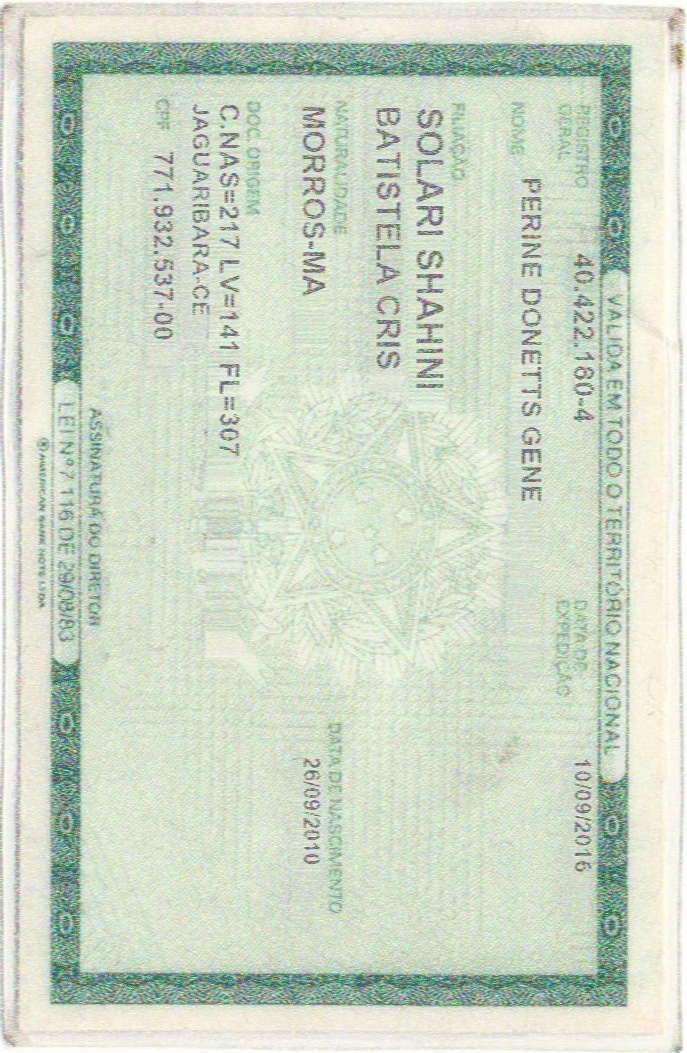 VÁLIDA EM TODO O TERRITÓRIO NACIONAL
REGISTRO GERAL 40.422.180-4 DATA DE EXPEDIÇÃO 10/09/2016
NOME PERINE DONETTS GENE
FILIAÇÃO
SOLARI SHAHINI
BATISTELA CRIS
NATURALIDADE DATA DE NASCIMENTO
MORROS-MA 26/09/2010
DOC. ORIGEM
C.NAS=217 LV=141 FL=307
JAGUARIBARA-CE
CPF 771.932.537-00
ASSINATURA DO DIRETOR
LEI Nº 7.116 DE 29/08/83
AMERICAN BANK NOTE LTDA